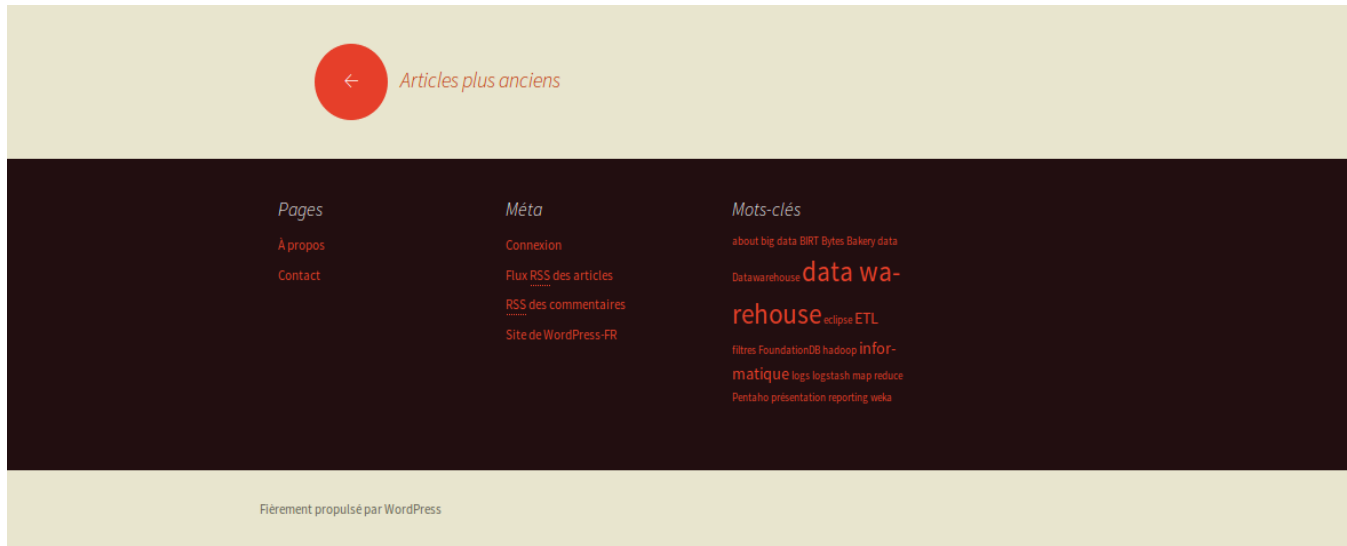 ← Articles plus anciens
Pages
À propos
Contact
Méta
Connexion
Flux RSS des articles
RSS des commentaires
Site de WordPress-FR
Mots-clés
about big data BIRT Bytes Bakery data
Datawarehouse data wa-
rehouse eclipse ETL
filtres FoundationDB hadoop infor-
matique logs logstash map reduce
Pentaho présentation reporting weka
Fièrement propulsé par WordPress